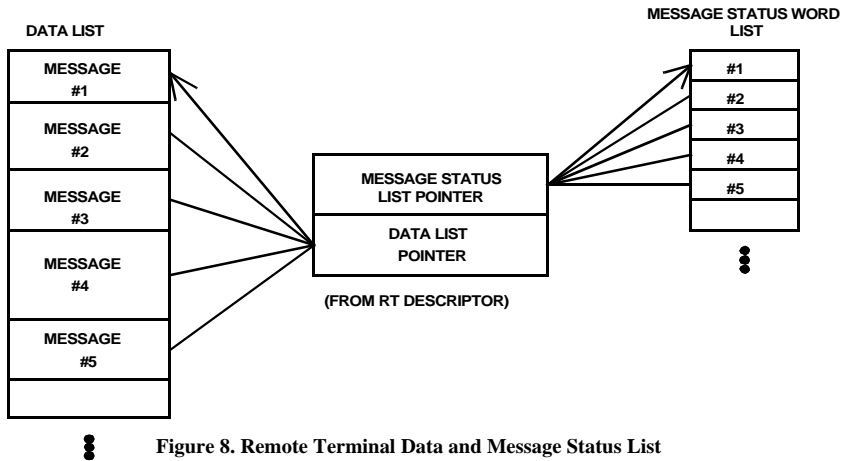 DATA LIST
MESSAGE
#1
MESSAGE
#2
MESSAGE
#3
MESSAGE
#4
MESSAGE
#5
MESSAGE STATUS
LIST POINTER
DATA LIST
POINTER
(FROM RT DESCRIPTOR)
MESSAGE STATUS WORD
LIST
#1
#2
#3
#4
#5
Figure 8. Remote Terminal Data and Message Status List